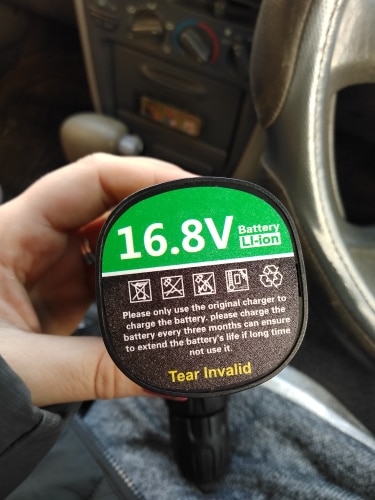 16.8V Battery
Li-ion
Please only use the original charger to
charge the battery. please charge the
battery every three months can ensure
to extend the battery's life if long time
not use it.
Tear Invalid